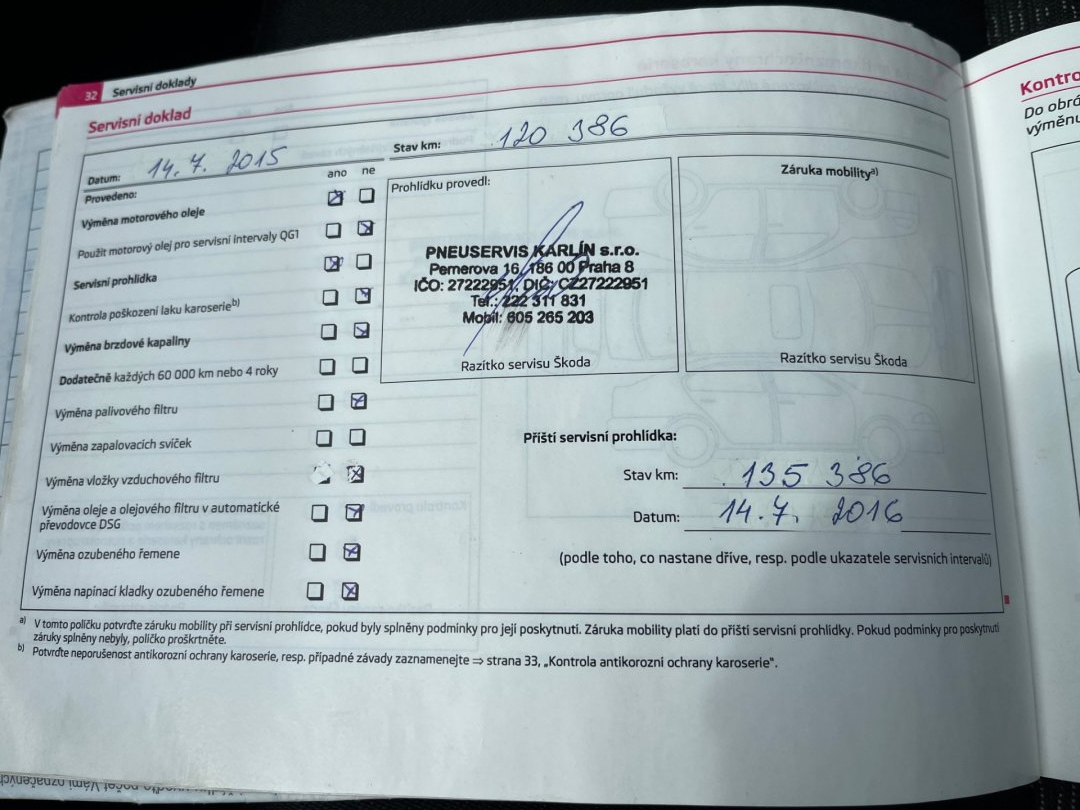 32 Servisní doklady
Servisní doklad
Datum: 14. 7. 2015
Stav km: 120 386
Provedeno:
ano ne
Výměna motorového oleje
Použit motorový olej pro servisní intervaly QG1
Servisní prohlídka
Kontrola poškození laku karoserie b)
Výměna brzdové kapaliny
Dodatečně každých 60 000 km nebo 4 roky
Výměna palivového filtru
Výměna zapalovacích svíček
Výměna vložky vzduchového filtru
Výměna oleje a olejového filtru v automatické
převodovce DSG
Výměna ozubeného řemene
Výměna napínací kladky ozubeného řemene
Prohlídku provedl:
PNEUSERVIS KARLÍN s.r.o.
Pernerova 16, 186 00 Praha 8
IČO: 27222951, DIČ: CZ27222951
Tel.: 222 311 831
Mobil: 605 265 203
Razítko servisu Škoda
Záruka mobility a)
Razítko servisu Škoda
Příští servisní prohlídka:
Stav km: 135 386
Datum: 14. 7. 2016
(podle toho, co nastane dříve, resp. podle ukazatele servisních intervalů)
a) V tomto políčku potvrďte záruku mobility při servisní prohlídce, pokud byly splněny podmínky pro její poskytnutí. Záruka mobility platí do příští servisní prohlídky. Pokud podmínky pro poskytnutí
záruky splněny nebyly, políčko proškrtněte.
b) Potvrďte neporušenost antikorozní ochrany karoserie, resp. případné závady zaznamenejte ⇒ strana 33, „Kontrola antikorozní ochrany karoserie".
Kontro
Do obrá
výměnu